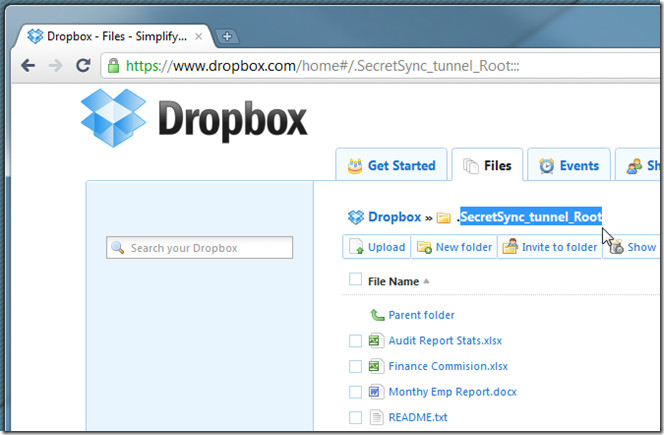 Dropbox - Files - Simplify...
https://www.dropbox.com/home#/.SecretSync_tunnel_Root:::
Dropbox
Get Started
Files
Events
Sh
Dropbox » .SecretSync_tunnel_Root
Search your Dropbox
Upload
New folder
Invite to folder
Show
File Name
Parent folder
Audit Report Stats.xlsx
Finance Commision.xlsx
Monthy Emp Report.docx
README.txt